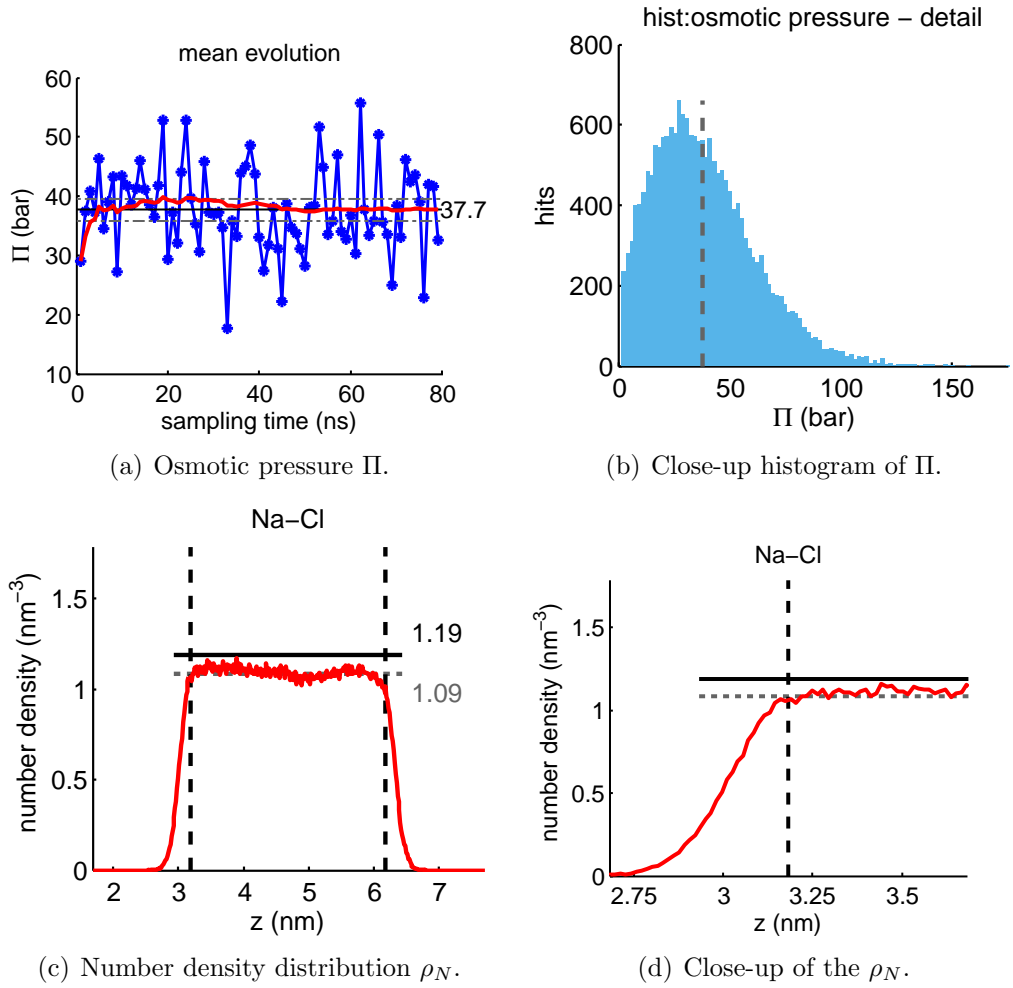 mean evolution
60
50
40
30
20
10
Π (bar)
37.7
0 20 40 60 80
sampling time (ns)
(a) Osmotic pressure Π.
hist:osmotic pressure − detail
800
600
400
200
0
hits
0 50 100 150
Π (bar)
(b) Close-up histogram of Π.
Na−Cl
1.5
1
0.5
0
number density (nm⁻³)
1.19
1.09
2 3 4 5 6 7
z (nm)
(c) Number density distribution ρ_N.
Na−Cl
1.5
1
0.5
0
number density (nm⁻³)
2.75 3 3.25 3.5
z (nm)
(d) Close-up of the ρ_N.